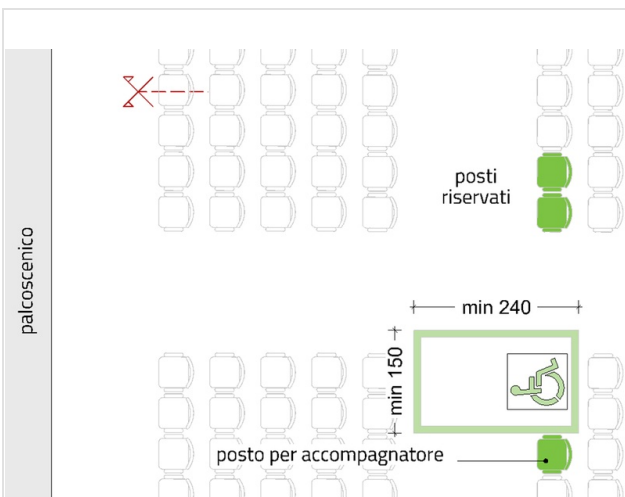 palcoscenico
posti
riservati
min 240
min 150
posto per accompagnatore